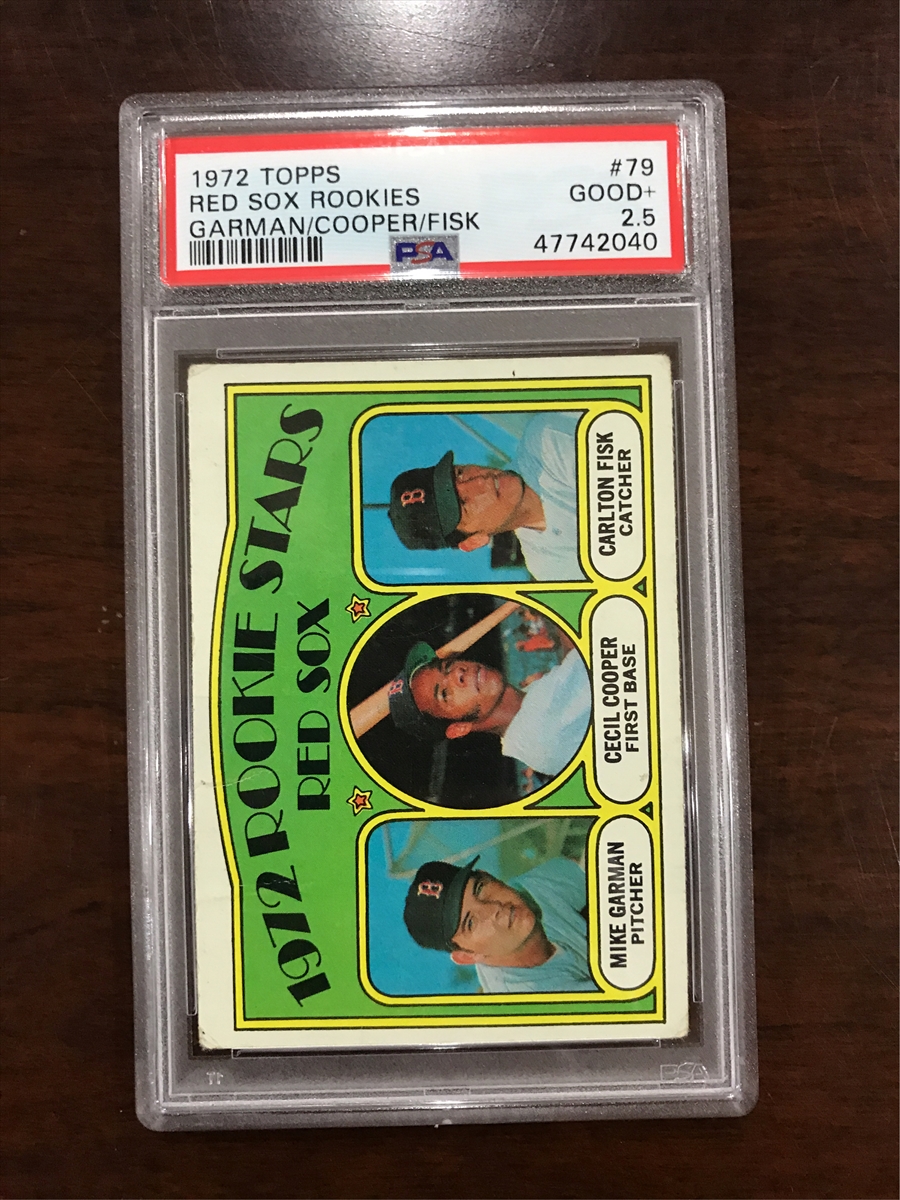 1972 TOPPS #79
RED SOX ROOKIES GOOD+
GARMAN/COOPER/FISK 2.5
PSA 47742040
1972 ROOKIE STARS
RED SOX
B
B
B
MIKE GARMAN
PITCHER
CECIL COOPER
FIRST BASE
CARLTON FISK
CATCHER
PSA